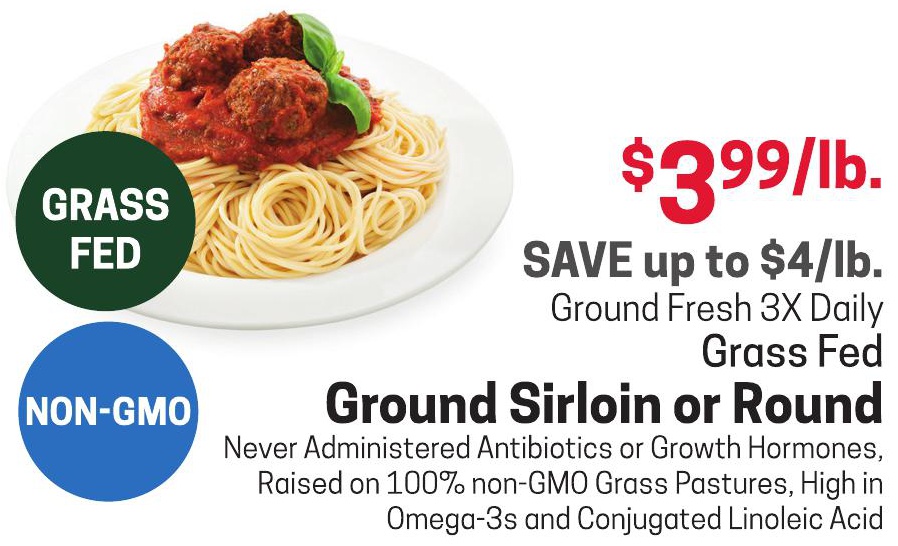 GRASS
FED
NON-GMO
$399/lb.
SAVE up to $4/lb.
Ground Fresh 3X Daily
Grass Fed
Ground Sirloin or Round
Never Administered Antibiotics or Growth Hormones,
Raised on 100% non-GMO Grass Pastures, High in
Omega-3s and Conjugated Linoleic Acid